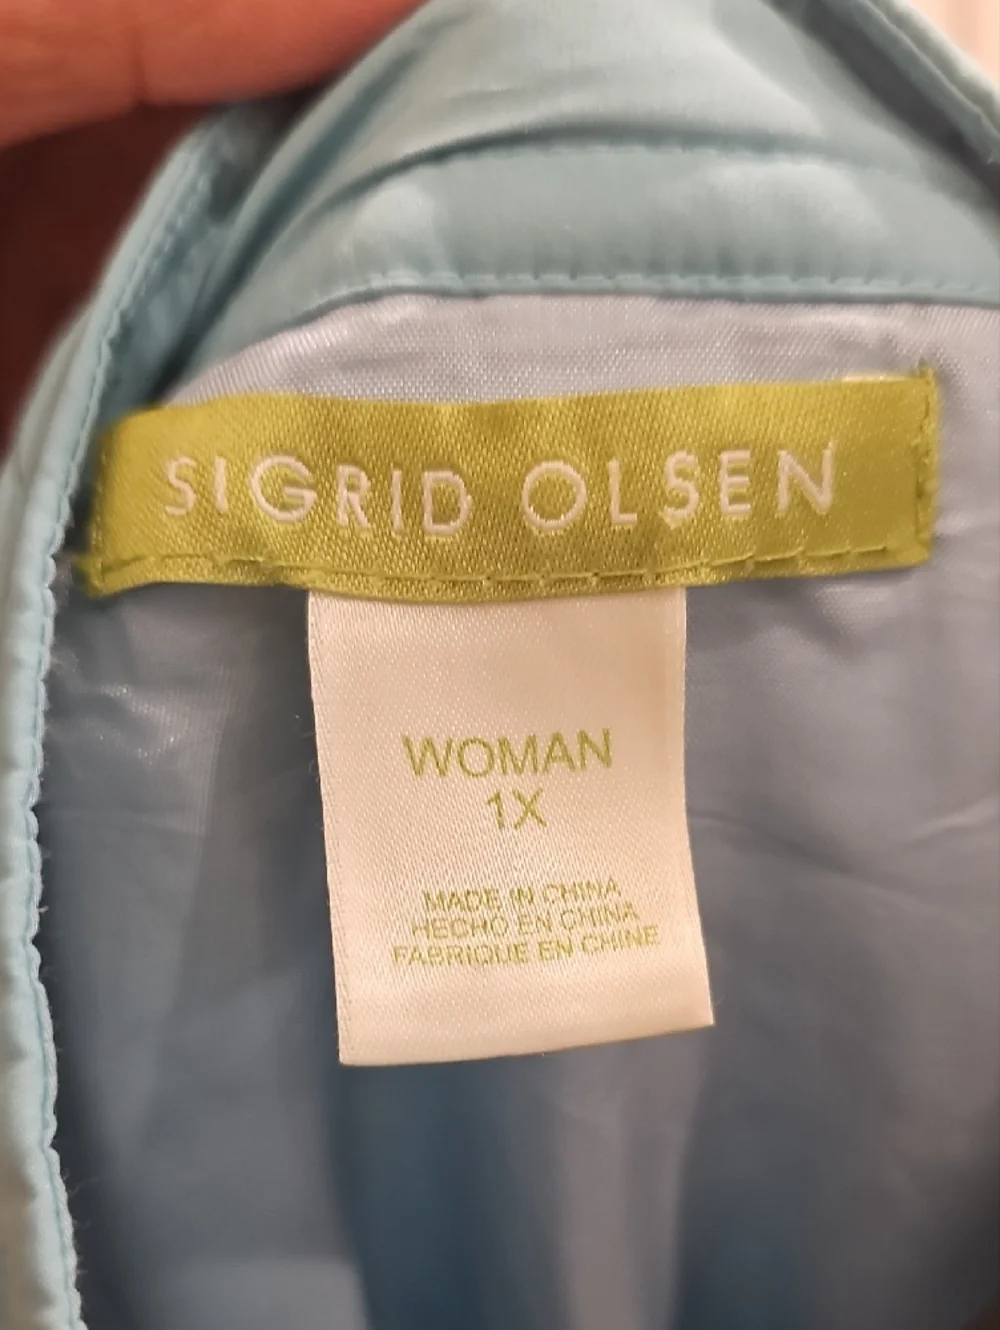 SIGRID OLSEN
WOMAN
1X
MADE IN CHINA
HECHO EN CHINA
FABRIQUE EN CHINE